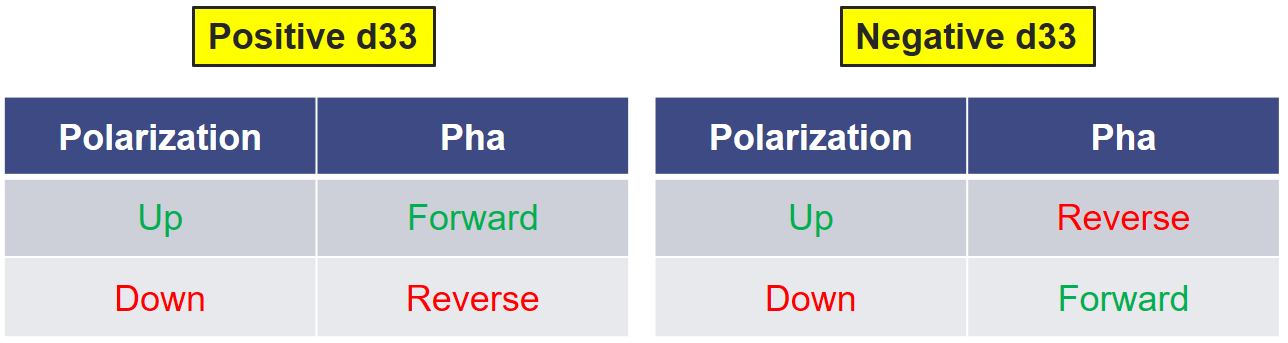 Positive d33
Polarization Pha
Up Forward
Down Reverse
Negative d33
Polarization Pha
Up Reverse
Down Forward